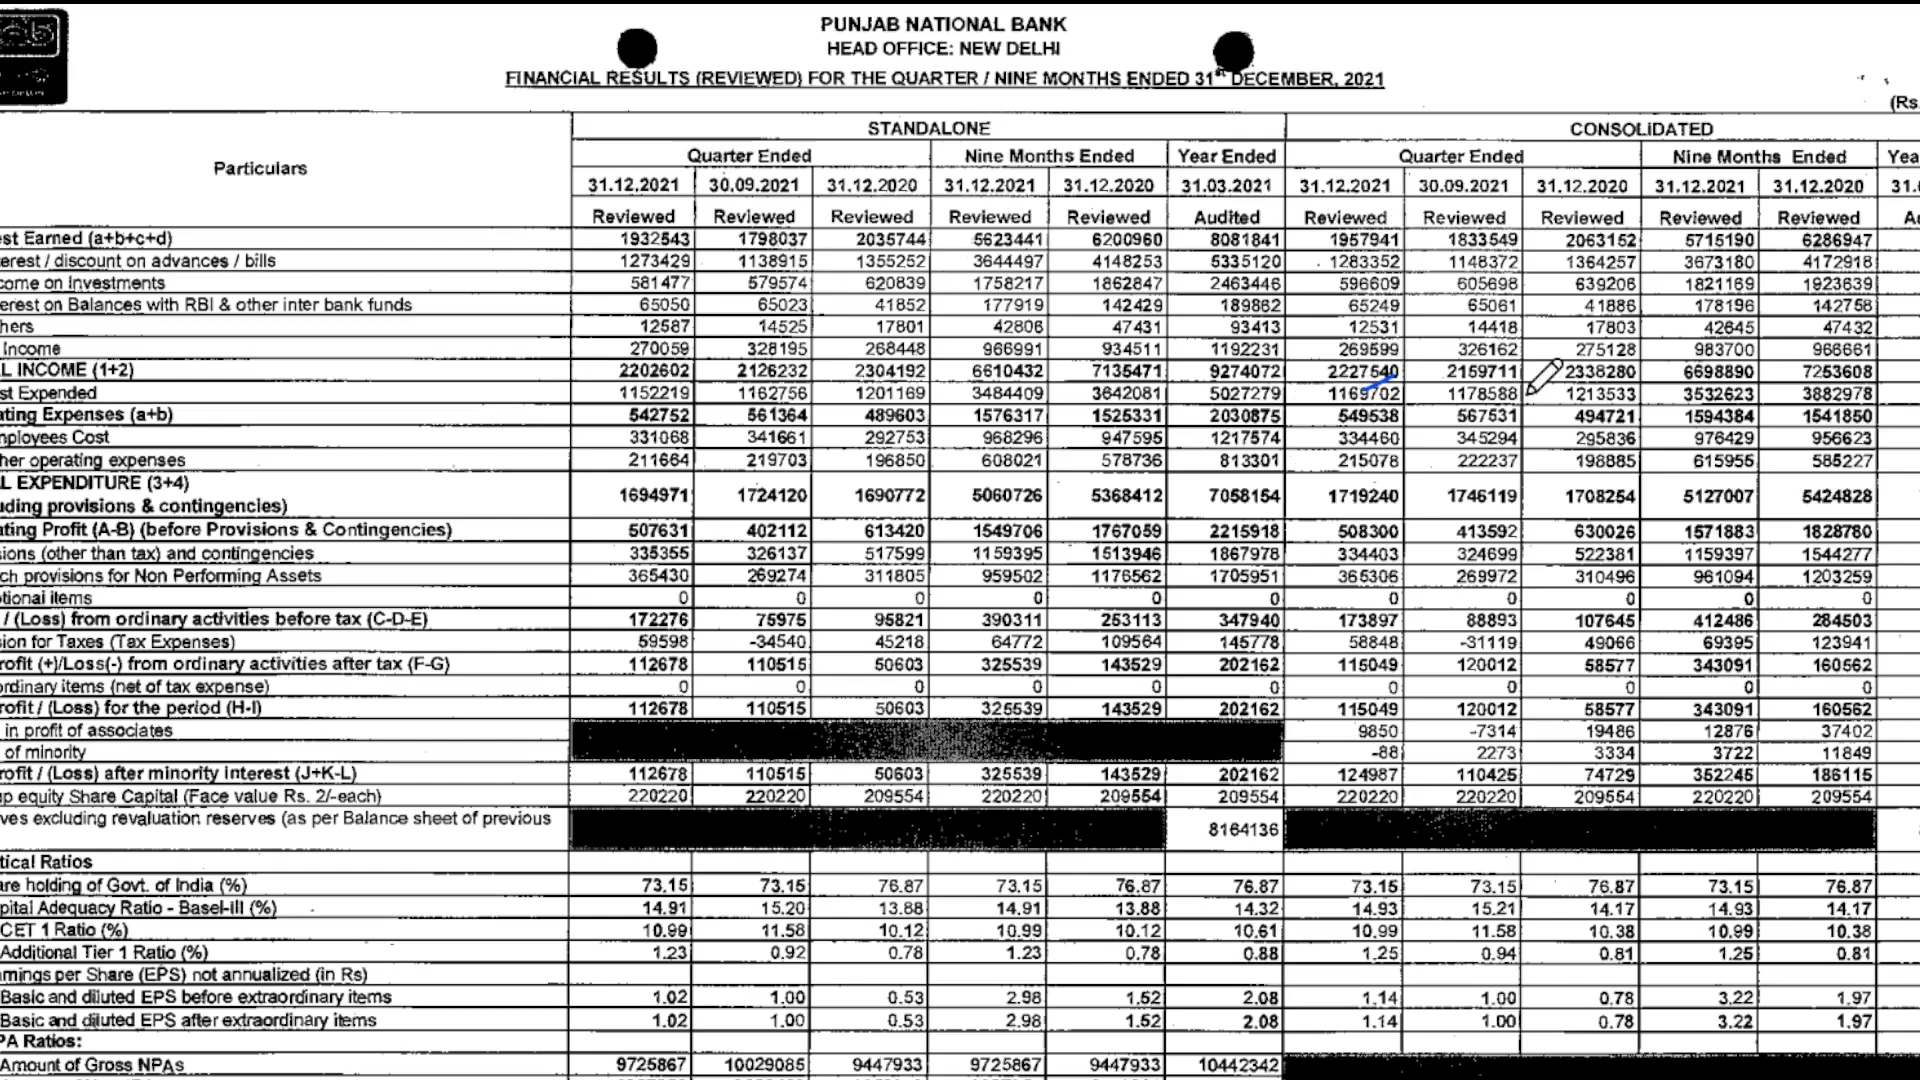 PUNJAB NATIONAL BANK
HEAD OFFICE: NEW DELHI
FINANCIAL RESULTS (REVIEWED) FOR THE QUARTER / NINE MONTHS ENDED 31st DECEMBER, 2021
(Rs.
Particulars STANDALONE CONSOLIDATED
Quarter Ended Nine Months Ended Year Ended Quarter Ended Nine Months Ended Yea
31.12.2021 30.09.2021 31.12.2020 31.12.2021 31.12.2020 31.03.2021 31.12.2021 30.09.2021 31.12.2020 31.12.2021 31.12.2020 31.
Reviewed Reviewed Reviewed Reviewed Reviewed Audited Reviewed Reviewed Reviewed Reviewed Reviewed A
est Earned (a+b+c+d) 1932543 1798037 2035744 5623441 6200960 8081841 1957941 1833549 2063152 5715190 6286947
erest / discount on advances / bills 1273429 1138915 1355252 3644497 4148253 5335120 1283352 1148372 1364257 3673180 4172918
come on Investments 581477 579574 620839 1758217 1862847 2463446 596609 605698 639206 1821169 1923639
erest on Balances with RBI & other inter bank funds 65050 65023 41852 177919 142429 189862 65249 65061 41886 178196 142758
hers 12587 14525 17801 42806 47431 93413 12531 14418 17803 42645 47432
Income 270059 328195 268448 966991 934511 1192231 269599 326162 275128 983700 966661
L INCOME (1+2) 2202602 2126232 2304192 6610432 7135471 9274072 2227540 2159711 2338280 6698890 7253608
st Expended 1152219 1162756 1201169 3484409 3642081 5027279 1169702 1178588 1213533 3532623 3882978
ating Expenses (a+b) 542752 561364 489603 1576317 1525331 2030875 549538 567531 494721 1594384 1541850
mployees Cost 331068 341661 292753 968296 947595 1217574 334460 345294 295836 976429 956623
her operating expenses 211664 219703 196850 608021 578736 813301 215078 222237 198885 615955 585227
L EXPENDITURE (3+4)
uding provisions & contingencies) 1694971 1724120 1690772 5060726 5368412 7058154 1719240 1746119 1708254 5127007 5424828
ating Profit (A-B) (before Provisions & Contingencies) 507631 402112 613420 1549706 1767059 2215918 508300 413592 630026 1571883 1828780
ions (other than tax) and contingencies 335355 326137 517599 1159395 1513946 1867978 334403 324699 522381 1159397 1544277
ch provisions for Non Performing Assets 365430 269274 311805 959502 1176562 1705951 365306 269972 310496 961094 1203259
tional items 0 0 0 0 0 0 0 0 0 0 0
/ (Loss) from ordinary activities before tax (C-D-E) 172276 75975 95821 390311 253113 347940 173897 88893 107645 412486 284503
sion for Taxes (Tax Expenses) 59598 -34540 45218 64772 109564 145778 58848 -31119 49066 69395 123941
rofit (+)/Loss(-) from ordinary activities after tax (F-G) 112678 110515 50603 325539 143529 202162 115049 120012 58577 343091 160562
ordinary items (net of tax expense) 0 0 0 0 0 0 0 0 0 0 0
rofit / (Loss) for the period (H-I) 112678 110515 50603 325539 143529 202162 115049 120012 58577 343091 160562
in profit of associates 9850 -7314 19486 12876 37402
of minority -88 2273 3334 3722 11849
rofit / (Loss) after minority interest (J+K-L) 112678 110515 50603 325539 143529 202162 124987 110425 74729 352245 186115
up equity Share Capital (Face value Rs. 2/-each) 220220 220220 209554 220220 209554 209554 220220 220220 209554 220220 209554
ves excluding revaluation reserves (as per Balance sheet of previous 8164136
tical Ratios
are holding of Govt. of India (%) 73.15 73.15 76.87 73.15 76.87 76.87 73.15 73.15 76.87 73.15 76.87
pital Adequacy Ratio - Basel-III (%) 14.91 15.20 13.88 14.91 13.88 14.32 14.93 15.21 14.17 14.93 14.17
CET 1 Ratio (%) 10.99 11.58 10.12 10.99 10.12 10.61 10.99 11.58 10.38 10.99 10.38
Additional Tier 1 Ratio (%) 1.23 0.92 0.78 1.23 0.78 0.88 1.25 0.94 0.81 1.25 0.81
rnings per Share (EPS) not annualized (in Rs)
Basic and diluted EPS before extraordinary items 1.02 1.00 0.53 2.98 1.52 2.08 1.14 1.00 0.78 3.22 1.97
Basic and diluted EPS after extraordinary items 1.02 1.00 0.53 2.98 1.52 2.08 1.14 1.00 0.78 3.22 1.97
PA Ratios:
Amount of Gross NPAs 9725867 10029085 9447933 9725867 9447933 10442342